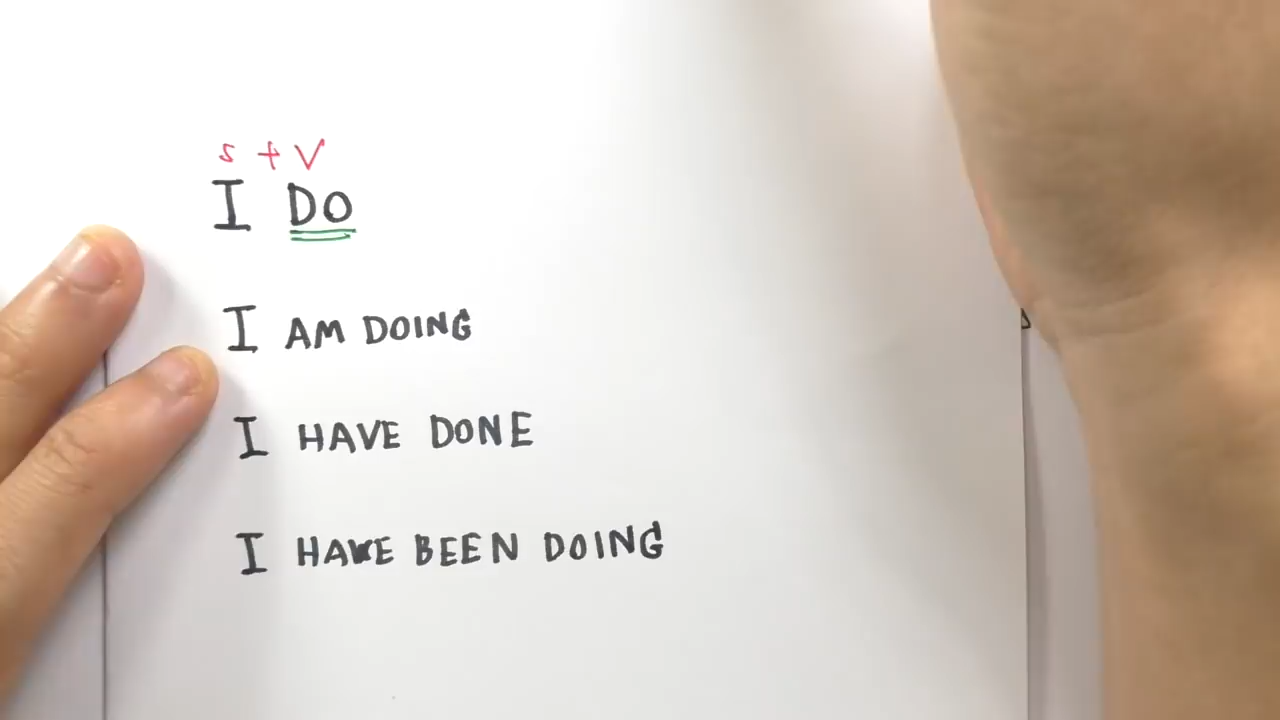 S + V
I DO
I AM DOING
I HAVE DONE
I HAVE BEEN DOING